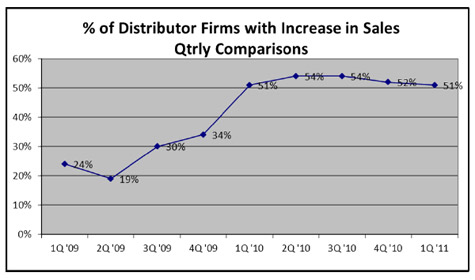 % of Distributor Firms with Increase in Sales
Qtrly Comparisons
60%
50%
40%
30%
20%
10%
0%
24%
19%
30%
34%
51%
54%
54%
52%
51%
1Q '09
2Q '09
3Q '09
4Q '09
1Q '10
2Q '10
3Q '10
4Q '10
1Q '11